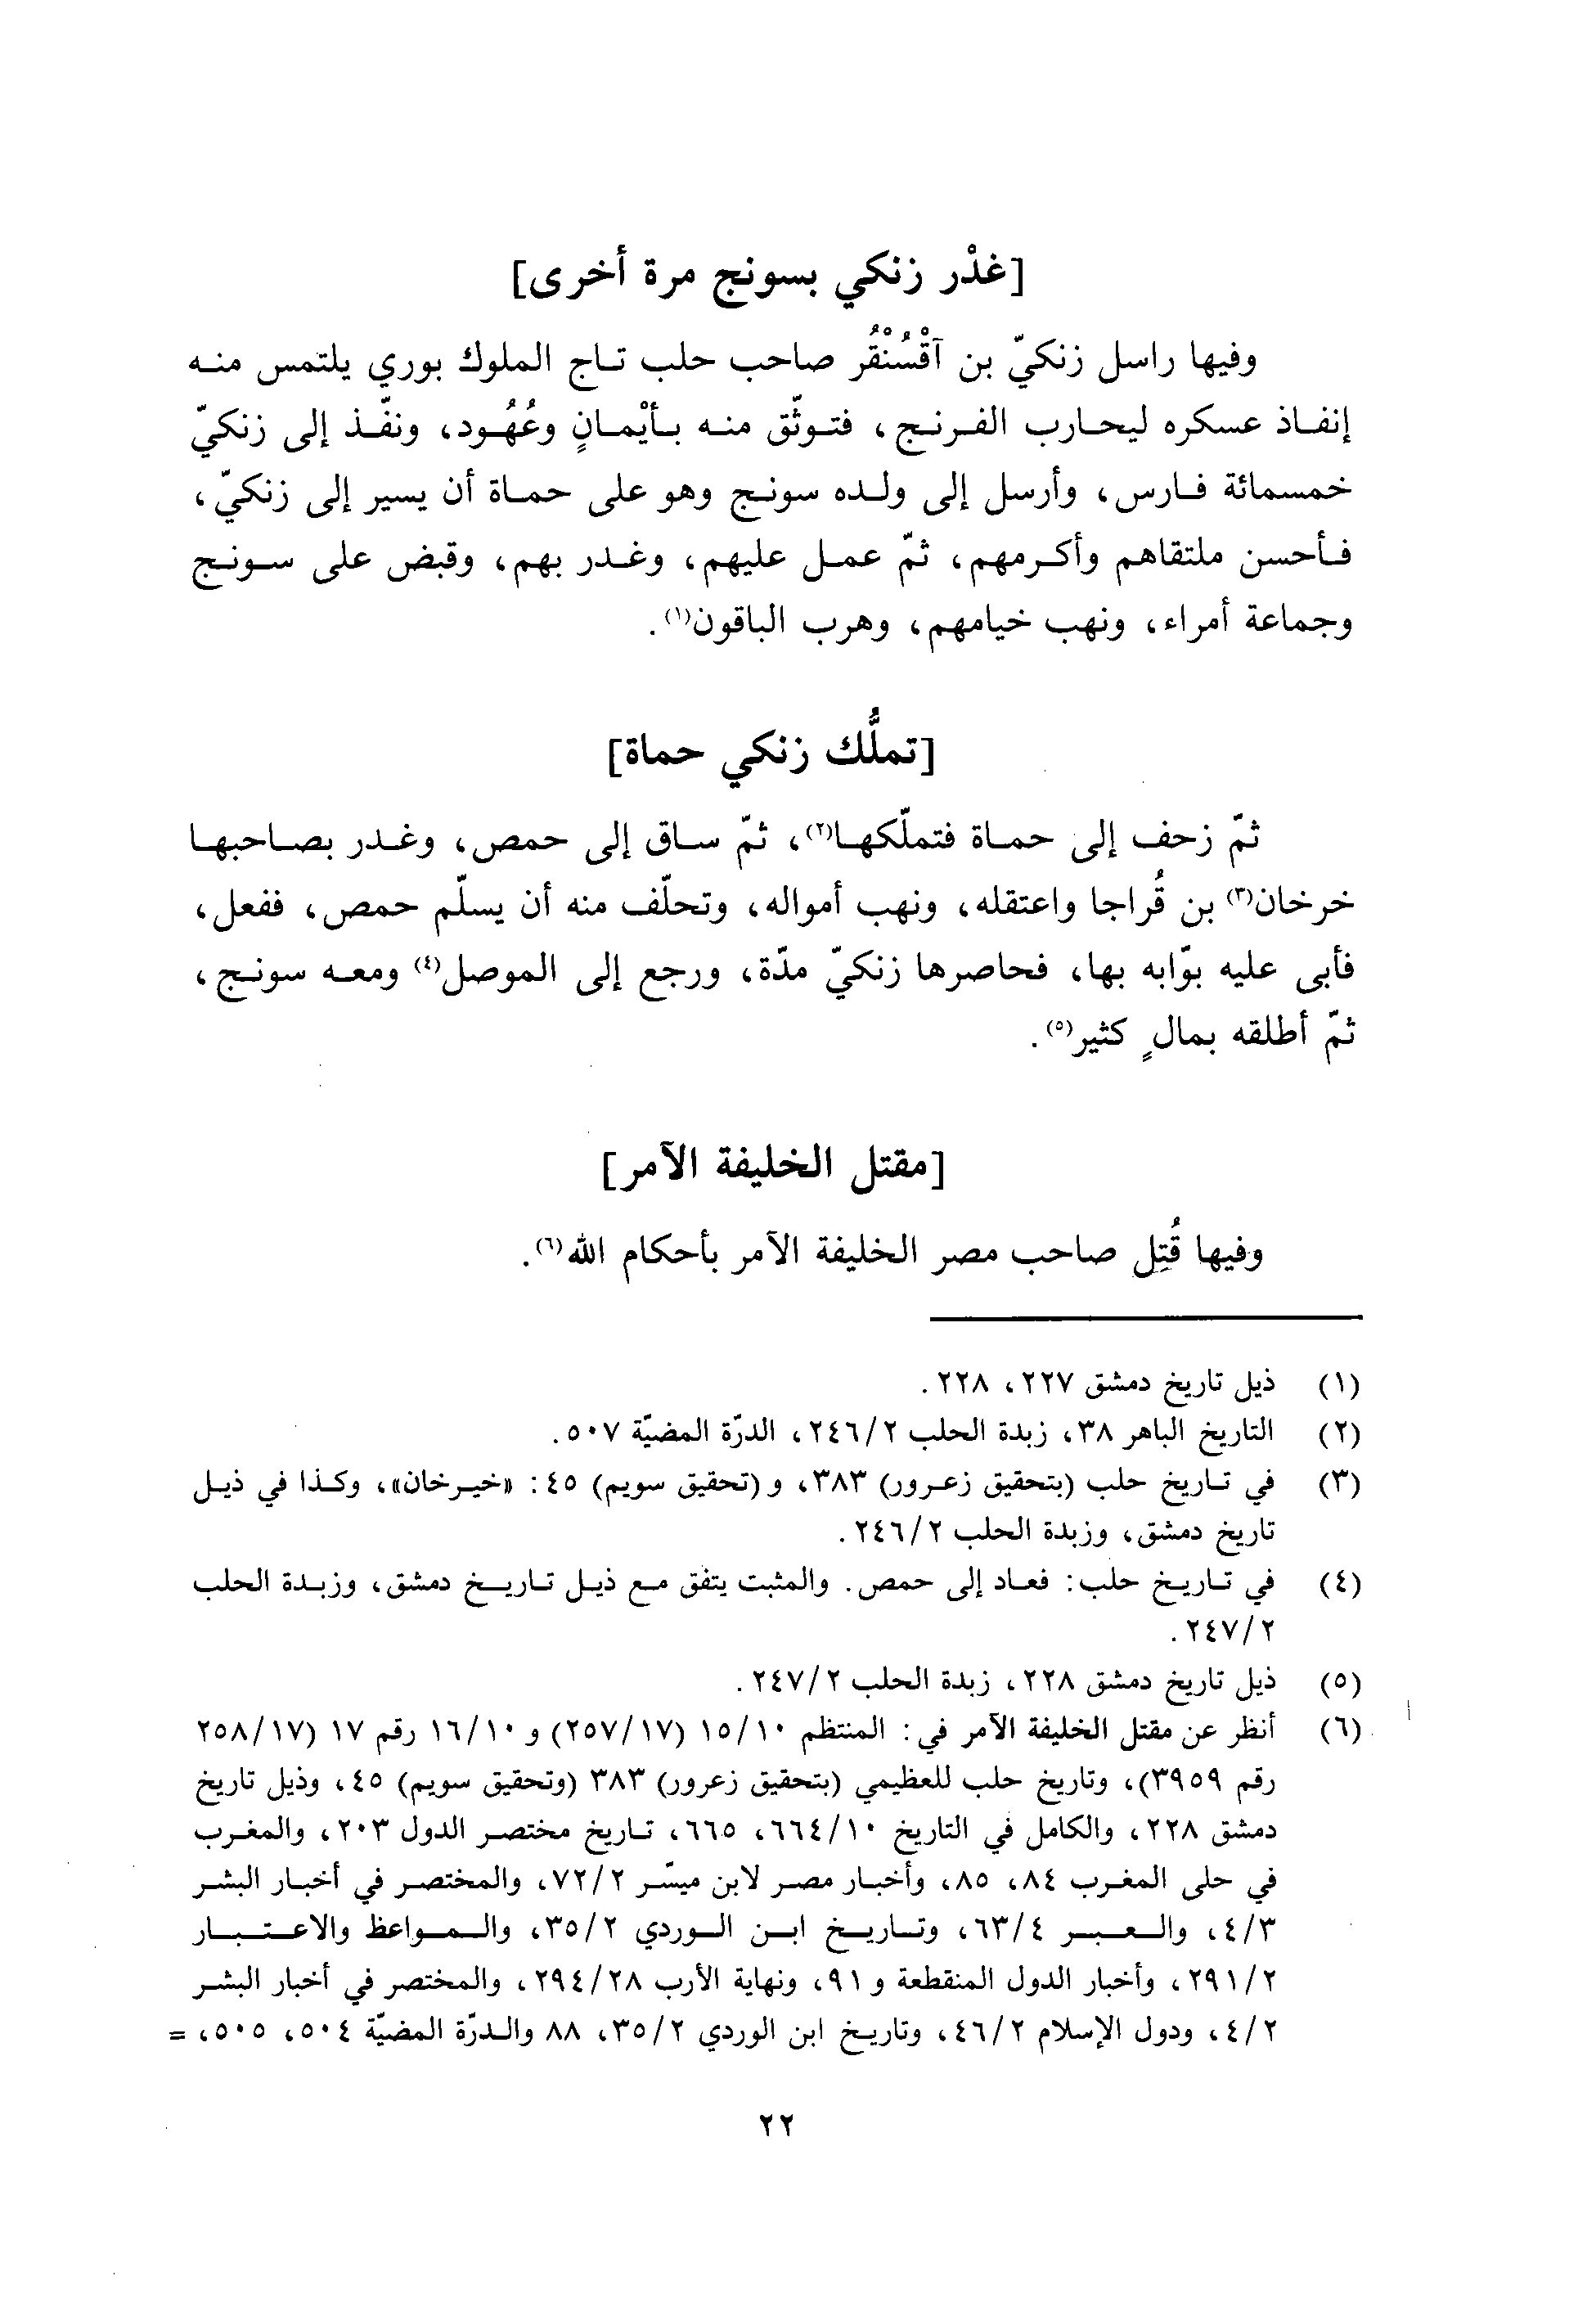 [غدْر زنكي بسونج مرة أخرى]
وفيها راسل زنكيّ بن آقْسُنْقُر صاحب حلب تاج الملوك بوري يلتمس منه
إنفاذ عسكره ليحارب الفرنج، فتوثّق منه بأيْمانٍ وعُهُود، ونفّذ إلى زنكيّ
خمسمائة فارس، وأرسل إلى ولده سونج وهو على حماة أن يسير إلى زنكيّ،
فأحسن ملتقاهم وأكرمهم، ثمّ عمل عليهم، وغدر بهم، وقبض على سونج
وجماعة أمراء، ونهب خيامهم، وهرب الباقون(١).
[تملُّك زنكي حماة]
ثمّ زحف إلى حماة فتملّكها(٢)، ثمّ ساق إلى حمص، وغدر بصاحبها
خرخان(٣) بن قُراجا واعتقله، ونهب أمواله، وتحلّف منه أن يسلّم حمص، ففعل،
فأبى عليه بوّابه بها، فحاصرها زنكيّ مدّة، ورجع إلى الموصل(٤) ومعه سونج،
ثمّ أطلقه بمالٍ كثير(٥).
[مقتل الخليفة الآمر]
وفيها قُتِل صاحب مصر الخليفة الآمر بأحكام الله(٦).
(١) ذيل تاريخ دمشق ٢٢٧، ٢٢٨.
(٢) التاريخ الباهر ٣٨، زبدة الحلب ٢/٢٤٦، الدرّة المضيّة ٥٠٧.
(٣) في تاريخ حلب (بتحقيق زعرور) ٣٨٣، و(تحقيق سويم) ٤٥: «خيرخان»، وكذا في ذيل
تاريخ دمشق، وزبدة الحلب ٢/٢٤٦.
(٤) في تاريخ حلب: فعاد إلى حمص. والمثبت يتفق مع ذيل تاريخ دمشق، وزبدة الحلب
٢/٢٤٧.
(٥) ذيل تاريخ دمشق ٢٢٨، زبدة الحلب ٢/٢٤٧.
(٦) أنظر عن مقتل الخليفة الآمر في: المنتظم ١٠/١٥ (١٧/٢٥٧) و١٠/١٦ رقم ١٧ (١٧/٢٥٨
رقم ٣٩٥٩)، وتاريخ حلب للعظيمي (بتحقيق زعرور) ٣٨٣ (وتحقيق سويم) ٤٥، وذيل تاريخ
دمشق ٢٢٨، والكامل في التاريخ ١٠/٦٦٤، ٦٦٥، تاريخ مختصر الدول ٢٠٣، والمغرب
في حلى المغرب ٨٤، ٨٥، وأخبار مصر لابن ميسّر ٢/٧٢، والمختصر في أخبار البشر
٤/٣، والعبر ٤/٦٣، وتاريخ ابن الوردي ٢/٣٥، والمواعظ والاعتبار
٢/٢٩١، وأخبار الدول المنقطعة و٩١، ونهاية الأرب ٢٨/٢٩٤، والمختصر في أخبار البشر
٤/٢، ودول الإسلام ٢/٤٦، وتاريخ ابن الوردي ٢/٣٥، ٨٨ والدرّة المضيّة ٥٠٤، ٥٠٥، =
٢٢